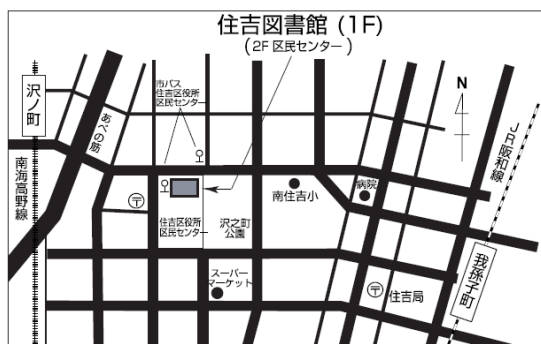 住吉図書館 (1F)
(2F 区民センター)
市バス
住吉区役所
区民センター
沢ノ町
あべの筋
南海高野線
N
JR阪和線
〒
住吉区役所
区民センター
沢之町
公園
南住吉小
病院
スーパー
マーケット
〒
住吉局
我孫子町